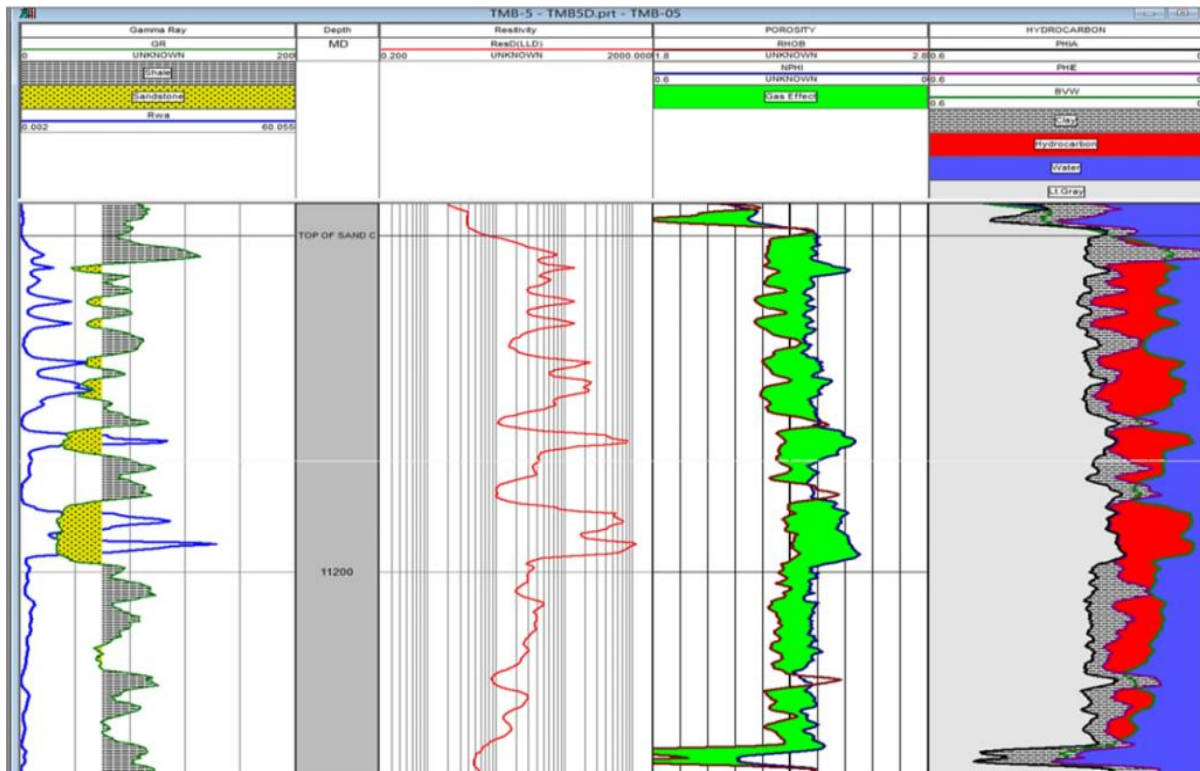 TMB-5 - TMB5D.prt - TMB-05
Gamma Ray Depth Resitivity POROSITY HYDROCARBON
GR MD ResD(LLD) RHOB PHIA
0 UNKNOWN 200 0.200 UNKNOWN 2000.000 1.8 UNKNOWN 2.8 0.6 0
Shale NPHI PHIE
0.6 UNKNOWN 0 0.6 0
Sandstone Gas Effect BVW
0.6 0
Rwa Clay
0.002 60.055
Hydrocarbon
Water
Lt.Gray
TOP OF SAND C
11200